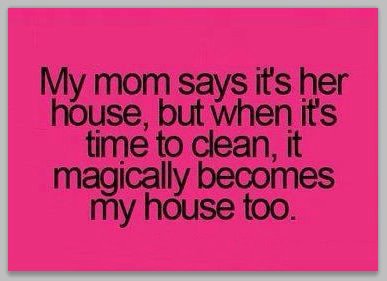 My mom says it's her
house, but when it's
time to clean, it
magically becomes
my house too.